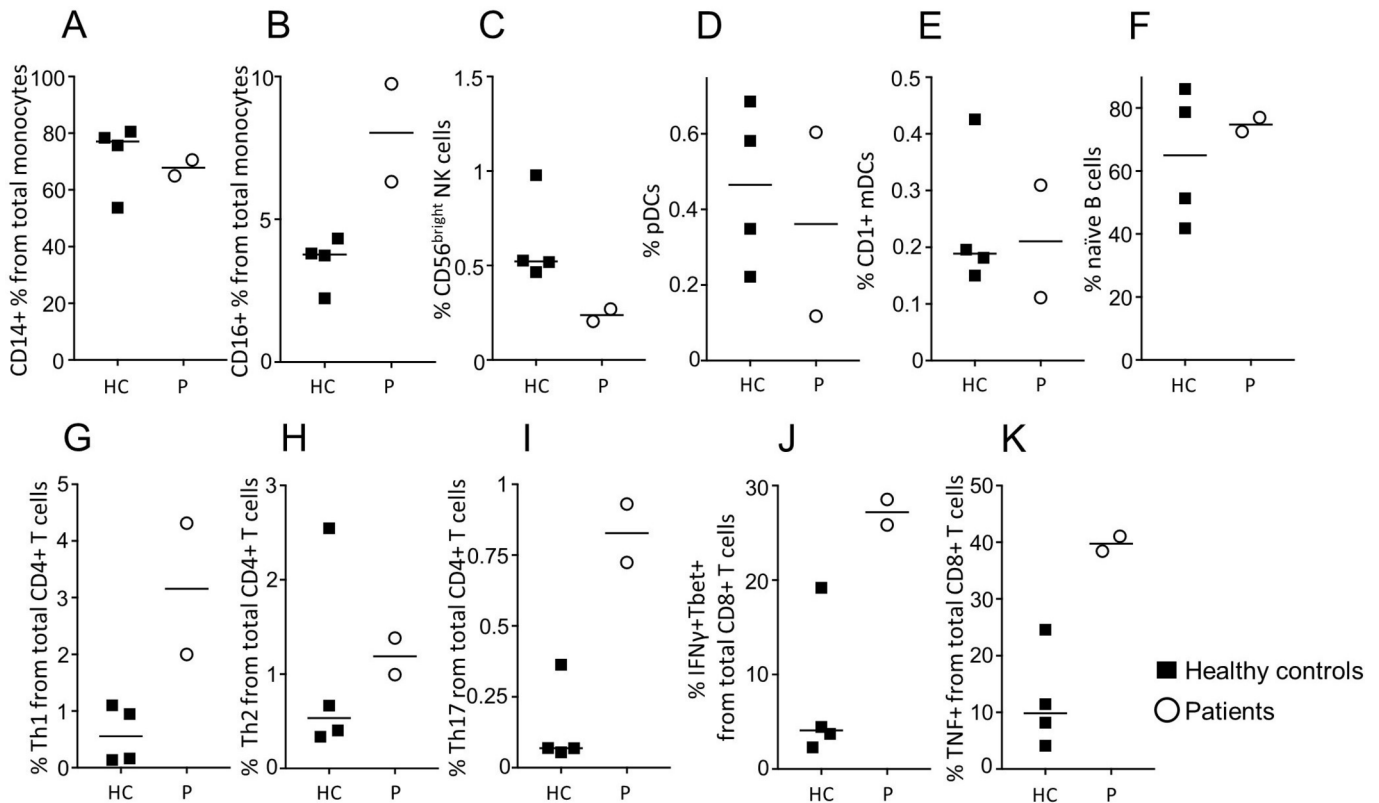 A
B
C
D
E
F
CD14+ % from total monocytes
100
80
60
40
20
0
HC
P
CD16+ % from total monocytes
10
5
0
HC
P
% CD56bright NK cells
1.5
1
0.5
0
HC
P
% pDCs
0.6
0.4
0.2
0
HC
P
% CD1+ mDCs
0.5
0.4
0.3
0.2
0.1
0
HC
P
% naïve B cells
80
60
40
20
0
HC
P
G
H
I
J
K
% Th1 from total CD4+ T cells
5
4
3
2
1
0
HC
P
% Th2 from total CD4+ T cells
3
2
1
0
HC
P
% Th17 rom total CD4+ T cells
1
0.75
0.5
0.25
0
HC
P
% IFNγ+Tbet+
from total CD8+ T cells
30
20
10
0
HC
P
% TNF+ from total CD8+ T cells
50
40
30
20
10
0
HC
P
Healthy controls
Patients